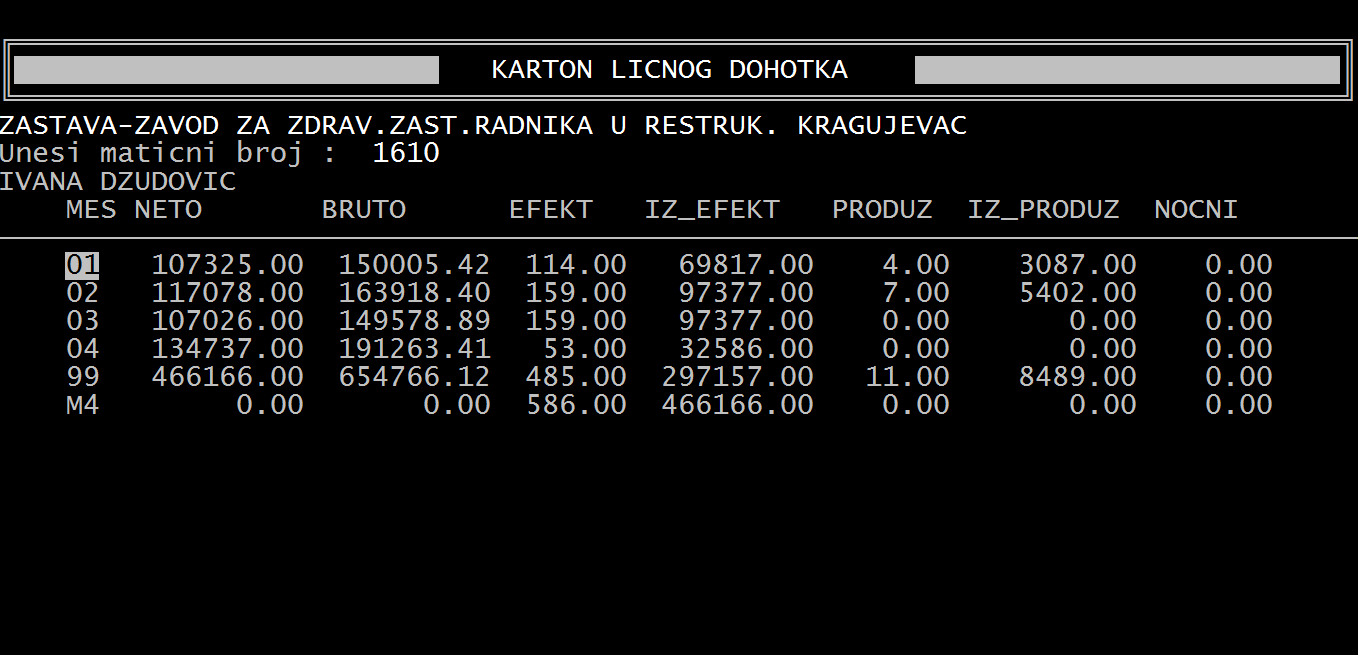 KARTON LICNOG DOHOTKA
ZASTAVA-ZAVOD ZA ZDRAV.ZAST.RADNIKA U RESTRUK. KRAGUJEVAC
Unesi maticni broj : 1610
IVANA DZUDOVIC
MES NETO BRUTO EFEKT IZ_EFEKT PRODUZ IZ_PRODUZ NOCNI
01 107325.00 150005.42 114.00 69817.00 4.00 3087.00 0.00
02 117078.00 163918.40 159.00 97377.00 7.00 5402.00 0.00
03 107026.00 149578.89 159.00 97377.00 0.00 0.00 0.00
04 134737.00 191263.41 53.00 32586.00 0.00 0.00 0.00
99 466166.00 654766.12 485.00 297157.00 11.00 8489.00 0.00
M4 0.00 0.00 586.00 466166.00 0.00 0.00 0.00